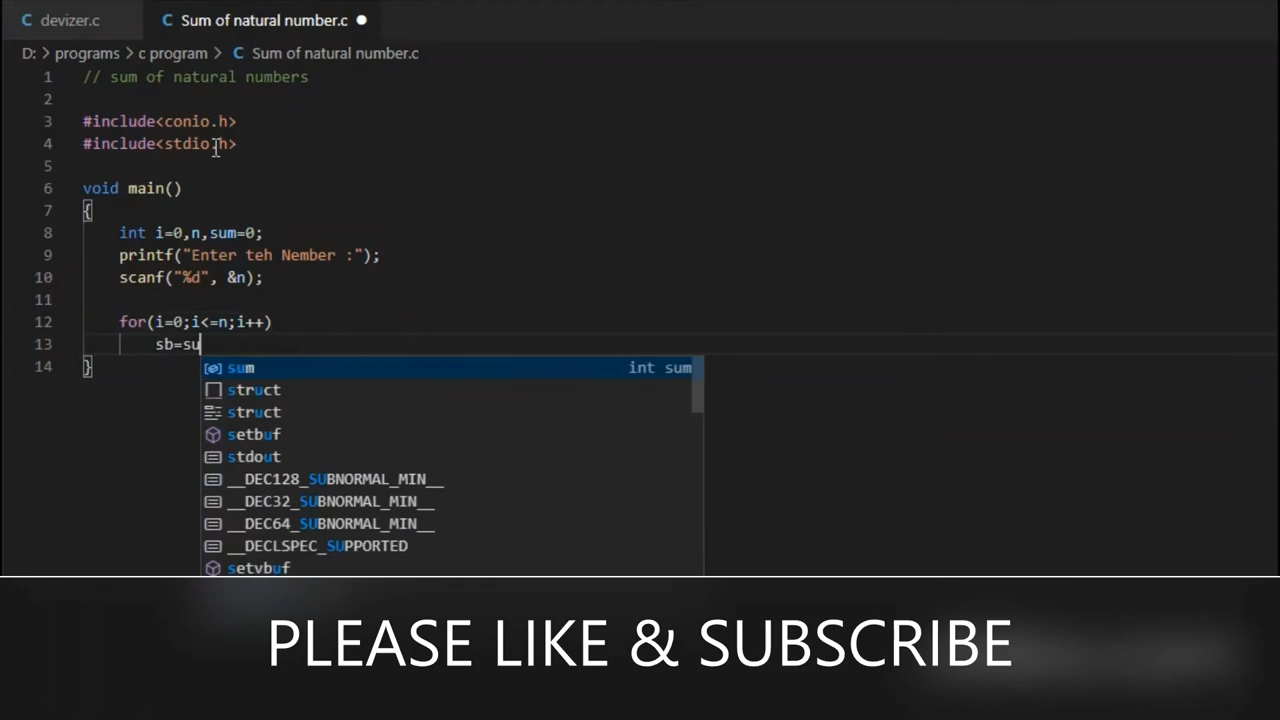 devizer.c
Sum of natural number.c
D: > programs > c program > Sum of natural number.c
1 // sum of natural numbers
2
3 #include<conio.h>
4 #include<stdio.h>
5
6 void main()
7 {
8 int i=0,n,sum=0;
9 printf("Enter teh Nember :");
10 scanf("%d", &n);
11
12 for(i=0;i<=n;i++)
13 sb=su
14 }
sum int sum
struct
struct
setbuf
stdout
__DEC128_SUBNORMAL_MIN__
__DEC32_SUBNORMAL_MIN__
__DEC64_SUBNORMAL_MIN__
__DECLSPEC_SUPPORTED
setvbuf
PLEASE LIKE & SUBSCRIBE